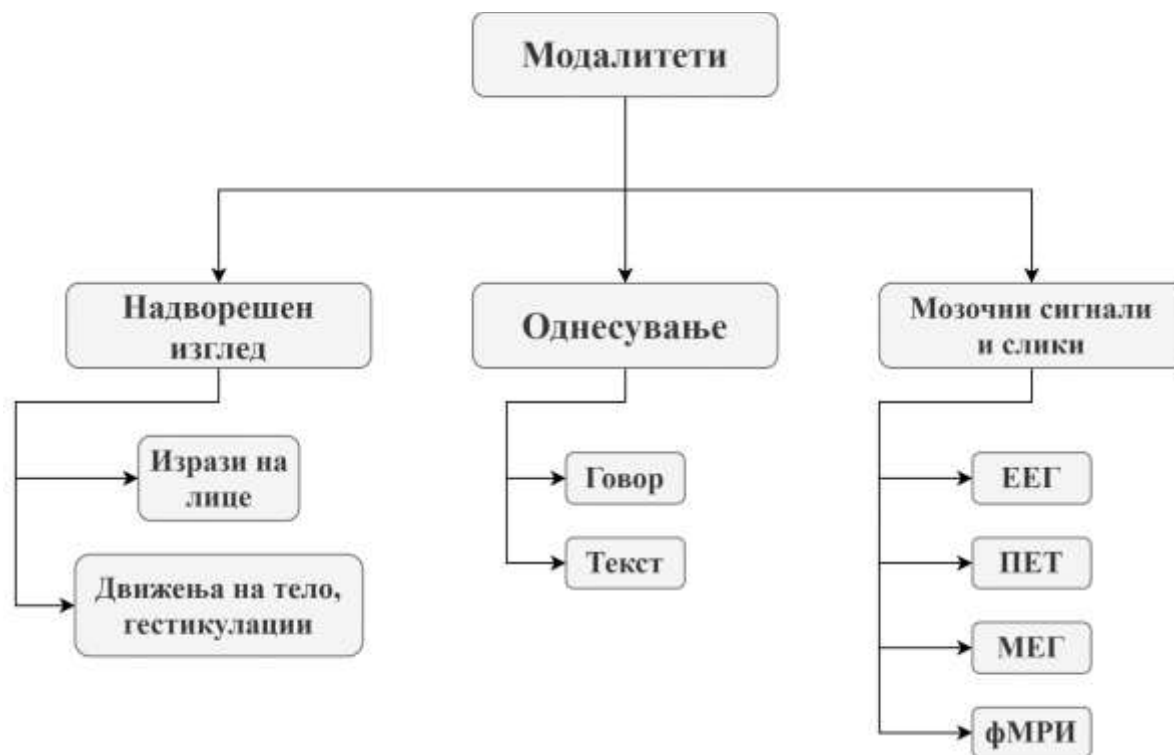 Модалитети
Надворешен
изглед
Однесување
Мозочни сигнали
и слики
Изрази на
лице
Движења на тело,
гестикулации
Говор
Текст
ЕЕГ
ПЕТ
МЕГ
фМРИ